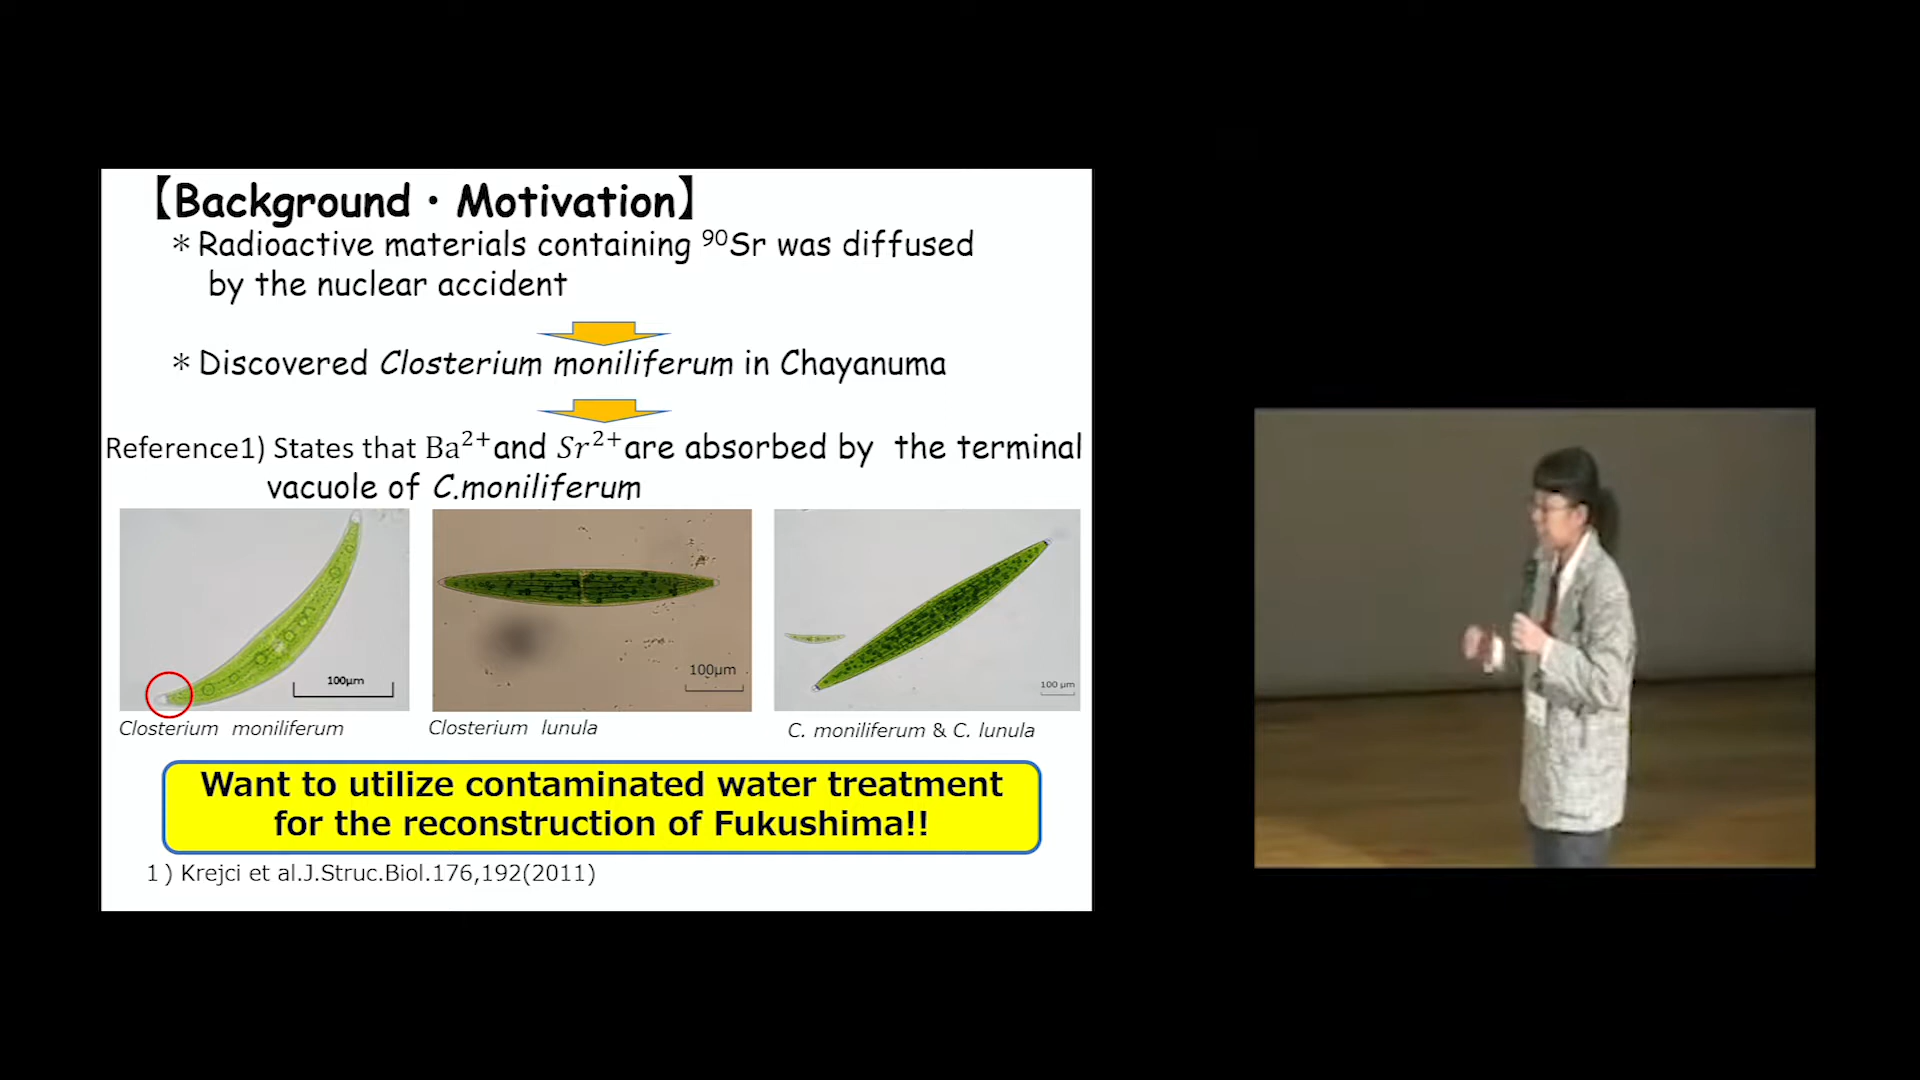 【Background・Motivation】
＊Radioactive materials containing ⁹⁰Sr was diffused
by the nuclear accident
＊Discovered Closterium moniliferum in Chayanuma
Reference1) States that Ba²⁺and Sr²⁺are absorbed by the terminal
vacuole of C.moniliferum
100μm
100μm
100 μm
Closterium moniliferum
Closterium lunula
C. moniliferum & C. lunula
Want to utilize contaminated water treatment
for the reconstruction of Fukushima!!
1) Krejci et al.J.Struc.Biol.176,192(2011)